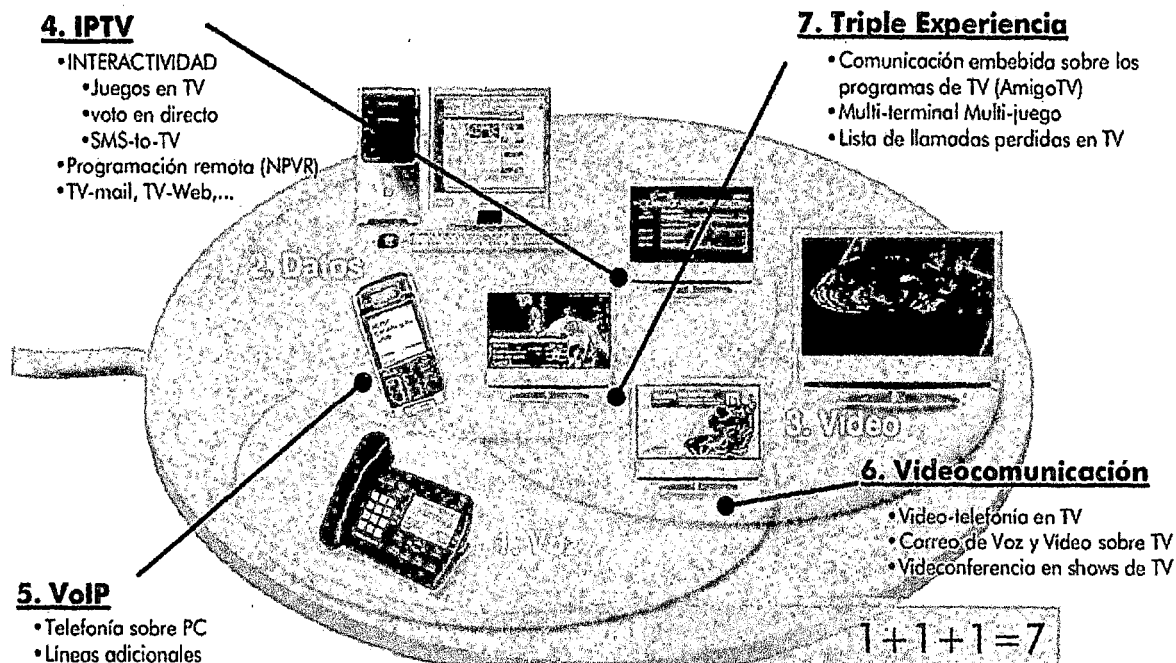 4. IPTV
•INTERACTIVIDAD
•Juegos en TV
•voto en directo
•SMS-to-TV
•Programación remota (NPVR)
•TV-mail, TV-Web,...
7. Triple Experiencia
•Comunicación embebida sobre los
programas de TV (AmigoTV)
•Multi-terminal Multi-juego
•Lista de llamadas perdidas en TV
2. Datos
3. Video
1. Voz
6. Videocomunicación
•Video-telefonía en TV
•Correo de Voz y Video sobre TV
•Videconferencia en shows de TV
5. VoIP
•Telefonía sobre PC
•Líneas adicionales
1+1+1=7